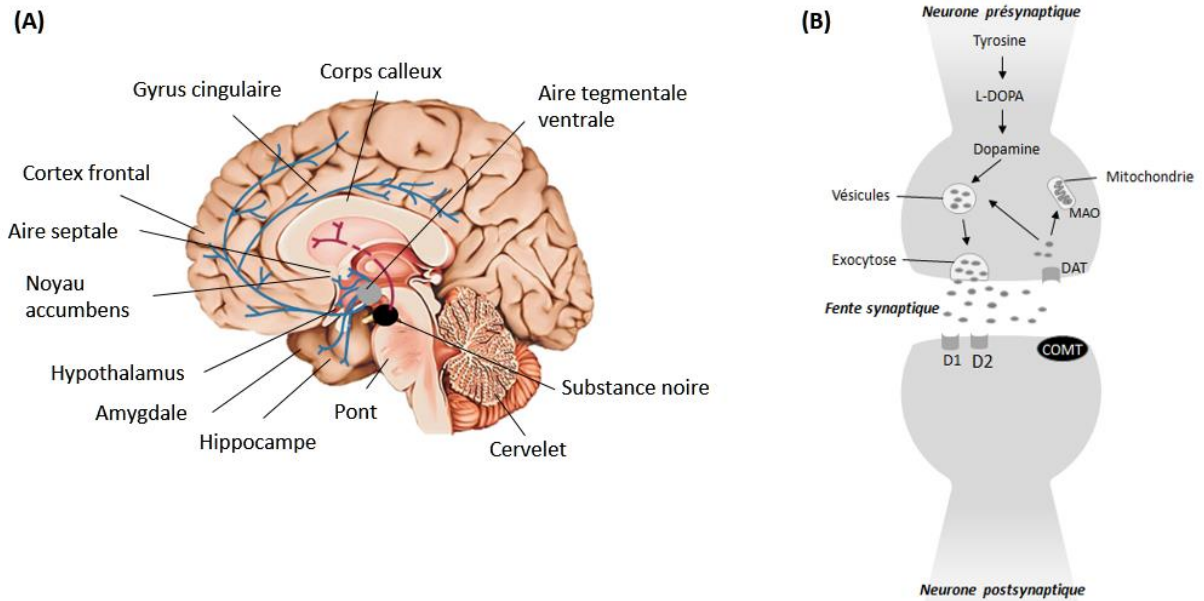 (A)
Corps calleux
Gyrus cingulaire
Aire tegmentale
ventrale
Cortex frontal
Aire septale
Noyau
accumbens
Hypothalamus
Amygdale
Hippocampe
Pont
Substance noire
Cervelet
(B)
Neurone présynaptique
Tyrosine
L-DOPA
Dopamine
Vésicules
Mitochondrie
MAO
Exocytose
DAT
Fente synaptique
D1
D2
COMT
Neurone postsynaptique